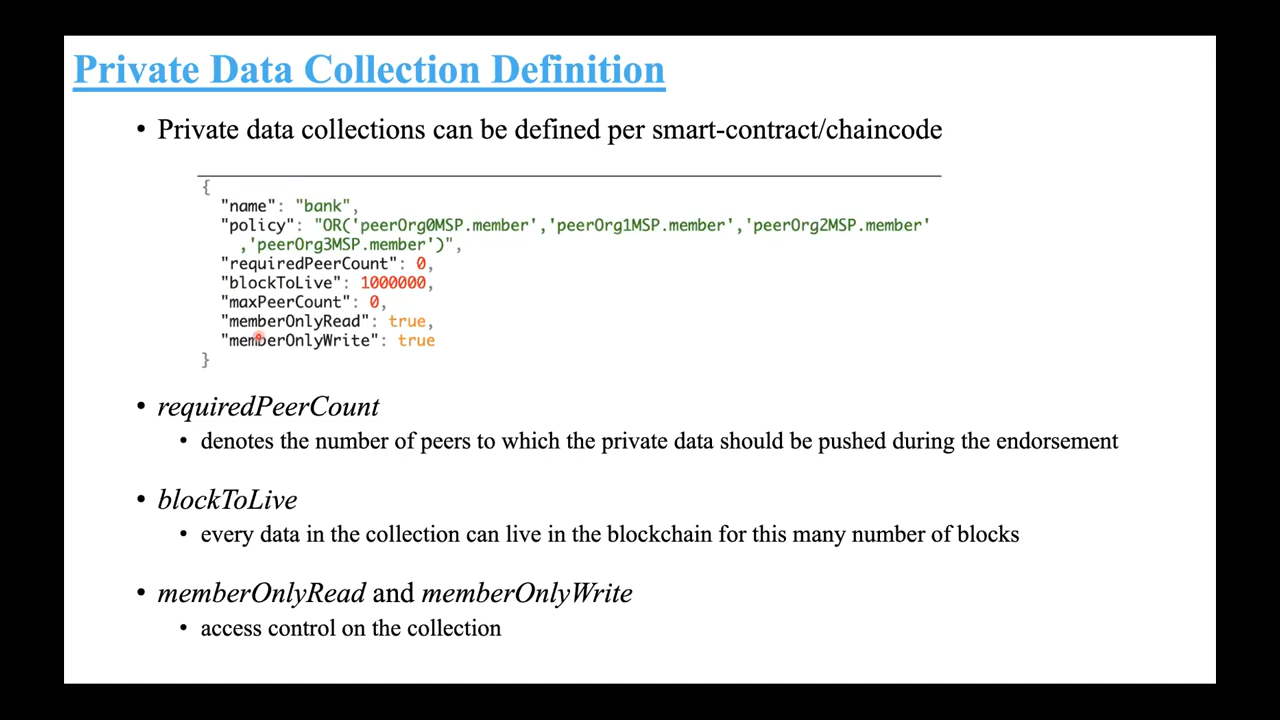 Private Data Collection Definition
• Private data collections can be defined per smart-contract/chaincode
{
"name": "bank",
"policy": "OR('peerOrg0MSP.member','peerOrg1MSP.member','peerOrg2MSP.member'
,'peerOrg3MSP.member')",
"requiredPeerCount": 0,
"blockToLive": 1000000,
"maxPeerCount": 0,
"memberOnlyRead": true,
"memberOnlyWrite": true
}
• requiredPeerCount
• denotes the number of peers to which the private data should be pushed during the endorsement
• blockToLive
• every data in the collection can live in the blockchain for this many number of blocks
• memberOnlyRead and memberOnlyWrite
• access control on the collection